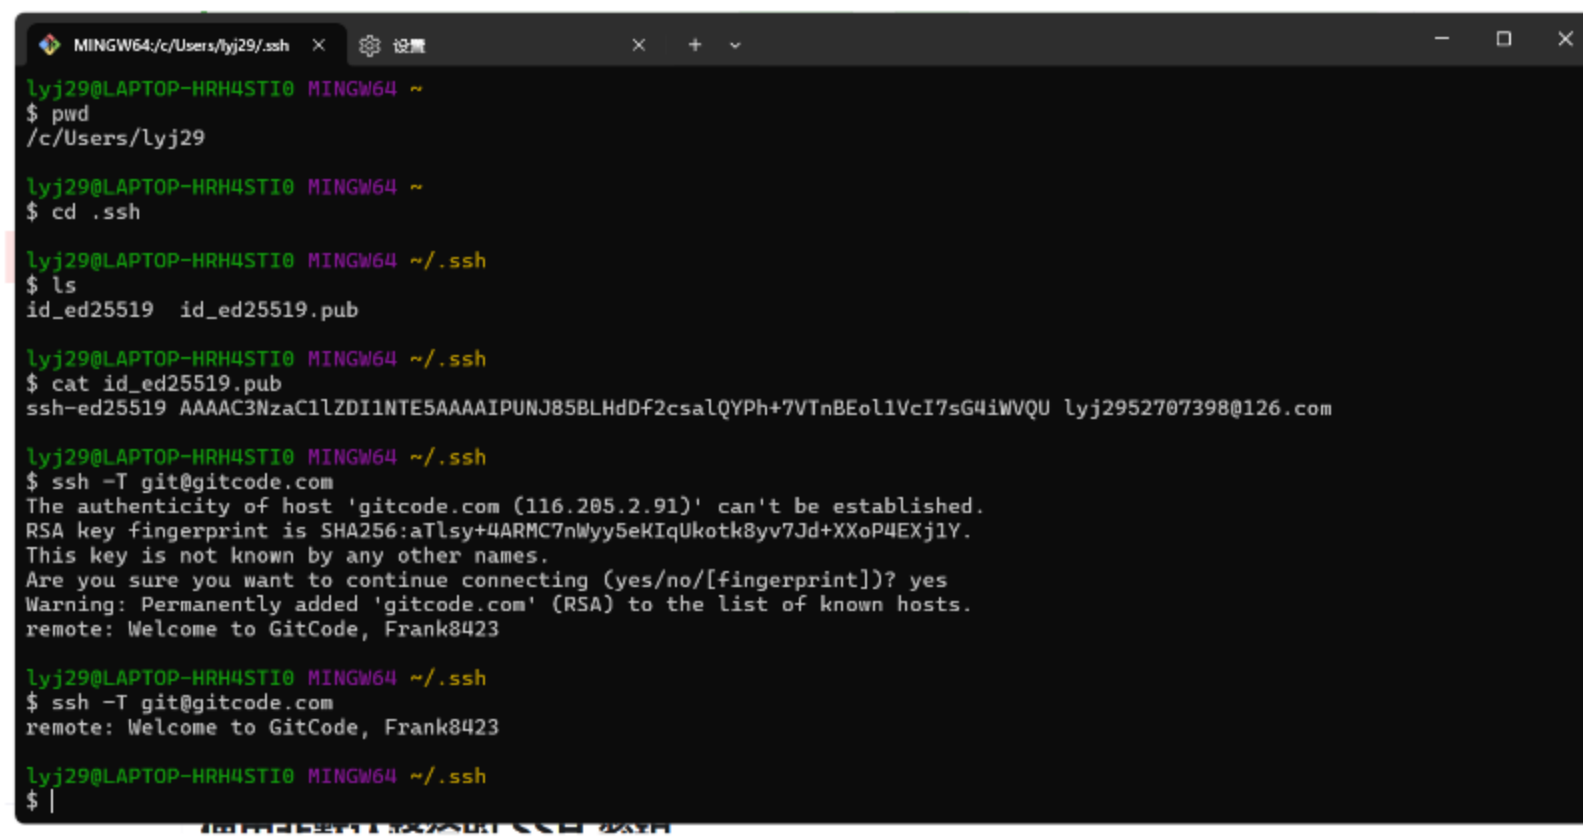 MINGW64:/c/Users/lyj29/.ssh
设置
lyj29@LAPTOP-HRH4STI0 MINGW64 ~
$ pwd
/c/Users/lyj29
lyj29@LAPTOP-HRH4STI0 MINGW64 ~
$ cd .ssh
lyj29@LAPTOP-HRH4STI0 MINGW64 ~/.ssh
$ ls
id_ed25519  id_ed25519.pub
lyj29@LAPTOP-HRH4STI0 MINGW64 ~/.ssh
$ cat id_ed25519.pub
ssh-ed25519 AAAAC3NzaC1lZDI1NTE5AAAAIPUNJ85BLHdDf2csalQYPh+7VTnBEol1VcI7sG4iWVQU lyj2952707398@126.com
lyj29@LAPTOP-HRH4STI0 MINGW64 ~/.ssh
$ ssh -T git@gitcode.com
The authenticity of host 'gitcode.com (116.205.2.91)' can't be established.
RSA key fingerprint is SHA256:aTlsy+4ARMC7nWyy5eKIqUkotk8yv7Jd+XXoP4EXj1Y.
This key is not known by any other names.
Are you sure you want to continue connecting (yes/no/[fingerprint])? yes
Warning: Permanently added 'gitcode.com' (RSA) to the list of known hosts.
remote: Welcome to GitCode, Frank8423
lyj29@LAPTOP-HRH4STI0 MINGW64 ~/.ssh
$ ssh -T git@gitcode.com
remote: Welcome to GitCode, Frank8423
lyj29@LAPTOP-HRH4STI0 MINGW64 ~/.ssh
$